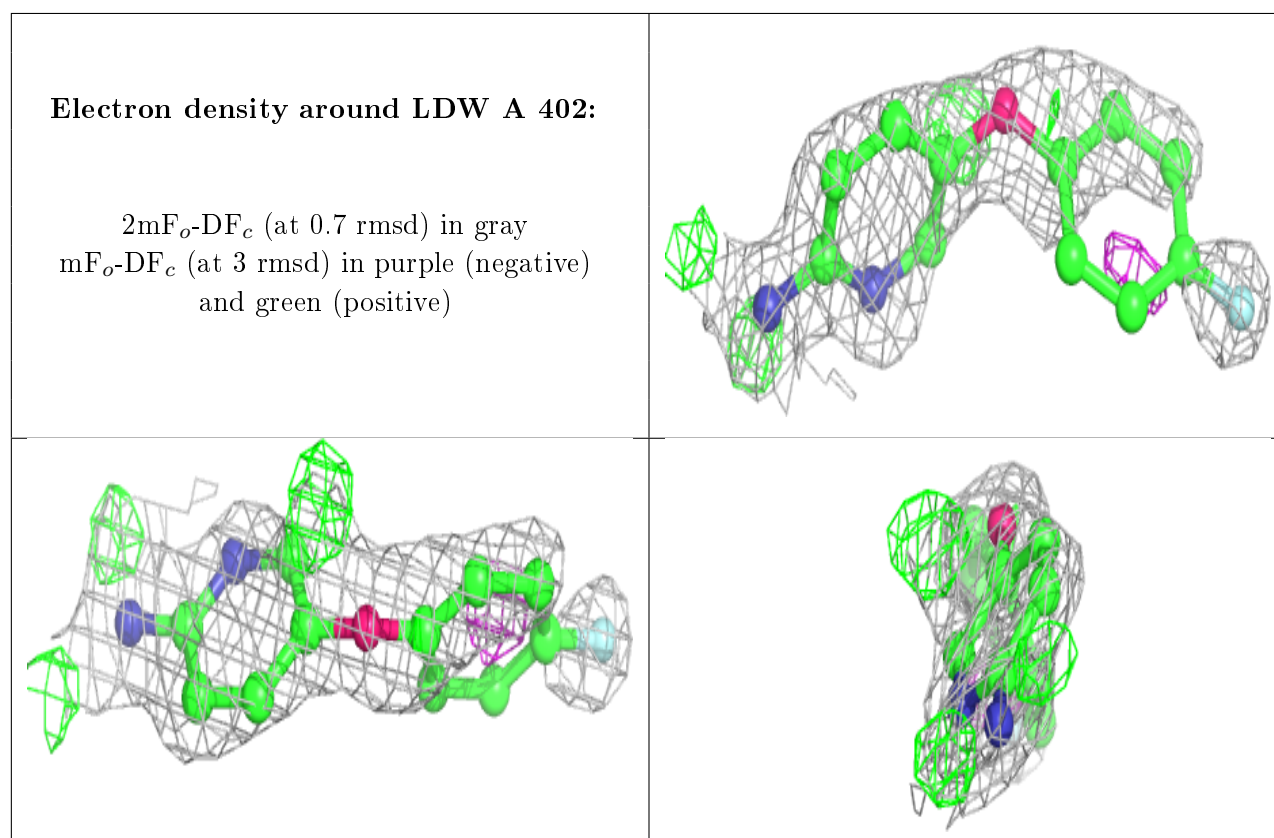 Electron density around LDW A 402:
2mFₒ-DF𝒸 (at 0.7 rmsd) in gray
mFₒ-DF𝒸 (at 3 rmsd) in purple (negative)
and green (positive)